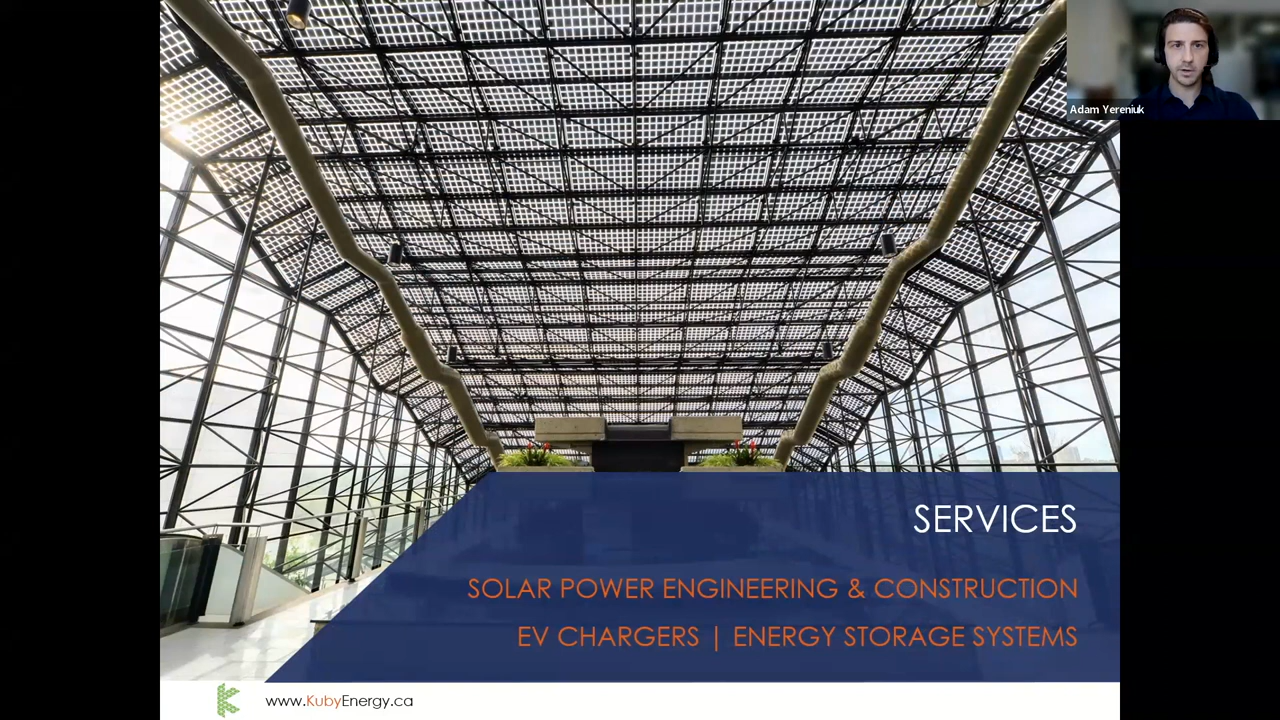 Adam Yereniuk
SERVICES
SOLAR POWER ENGINEERING & CONSTRUCTION
EV CHARGERS | ENERGY STORAGE SYSTEMS
www.KubyEnergy.ca